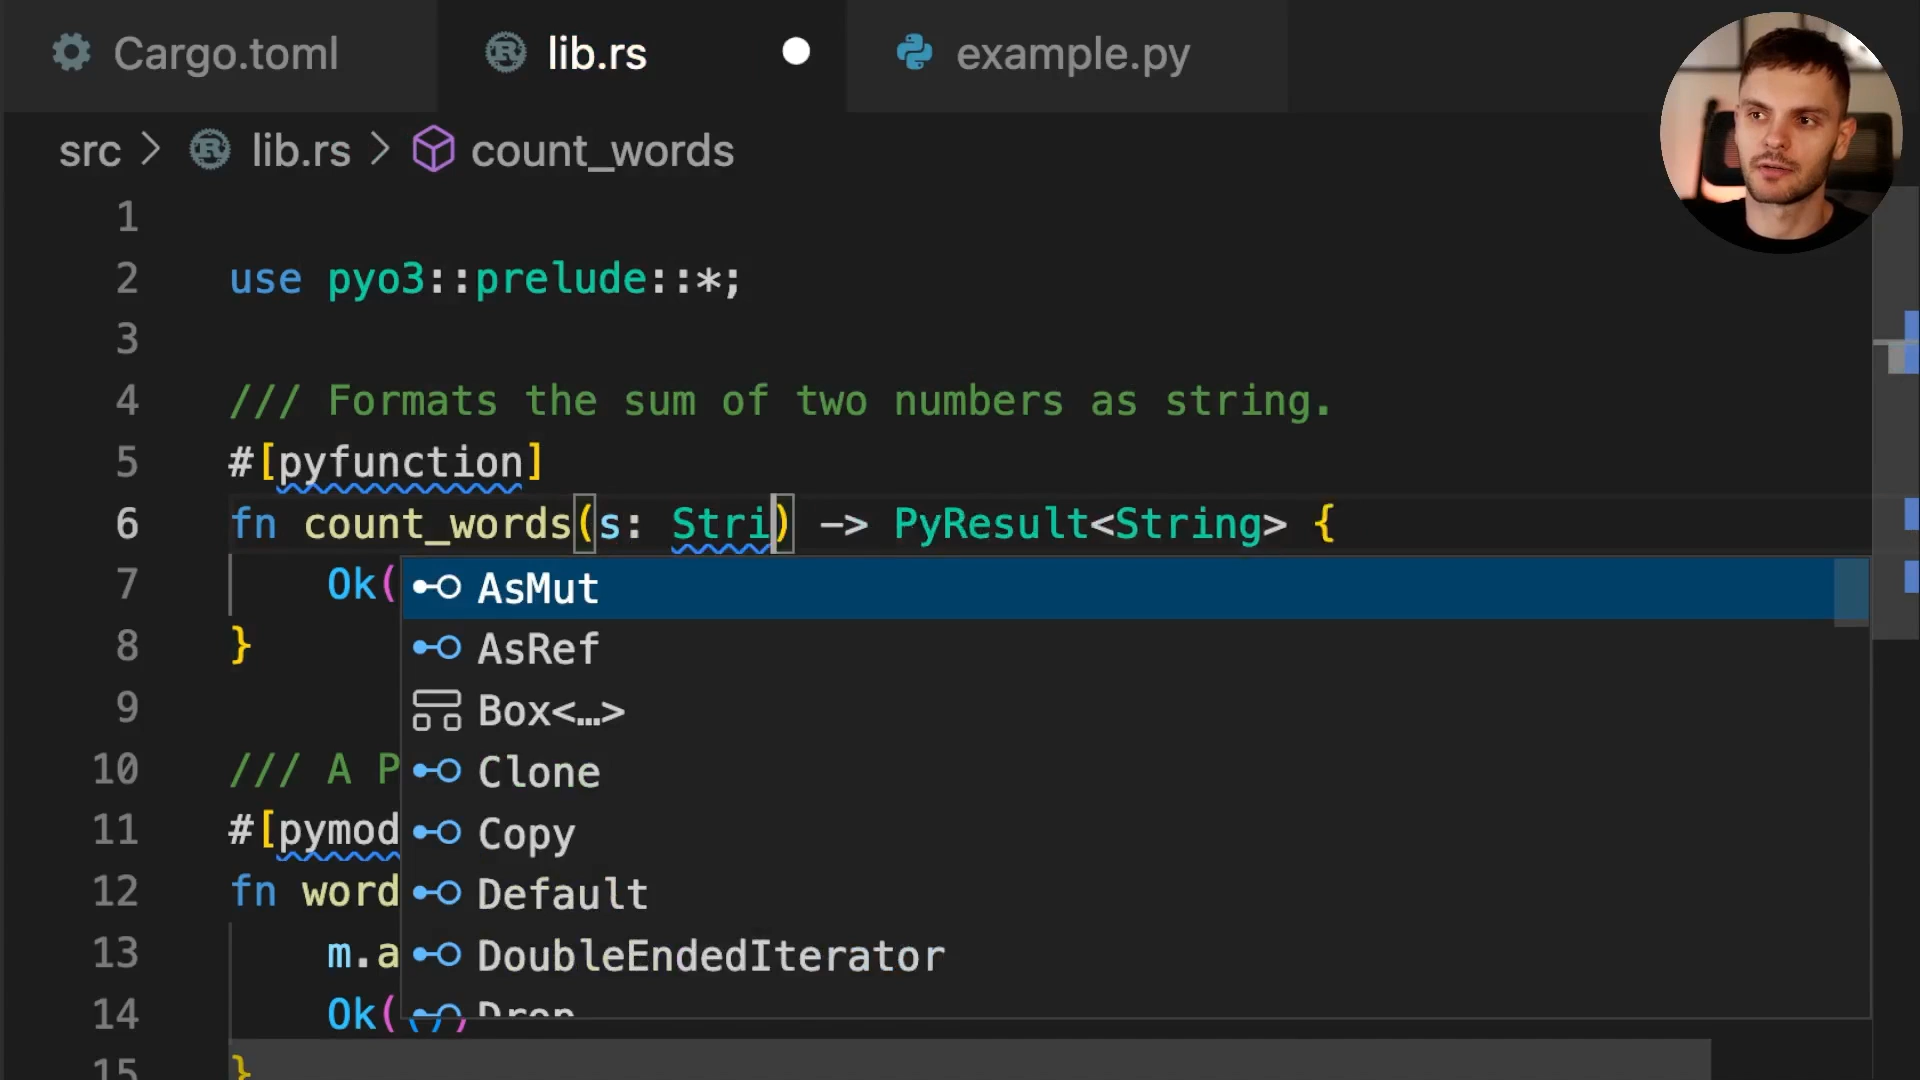 Cargo.toml lib.rs example.py
src > lib.rs > count_words
1
2 use pyo3::prelude::*;
3
4 /// Formats the sum of two numbers as string.
5 #[pyfunction]
6 fn count_words(s: Stri) -> PyResult<String> {
7 Ok(
AsMut
8 }
AsRef
9
Box<…>
10 /// A P
Clone
11 #[pymod
Copy
12 fn word
Default
13 m.a
DoubleEndedIterator
14 Ok(())
Drop
15 }